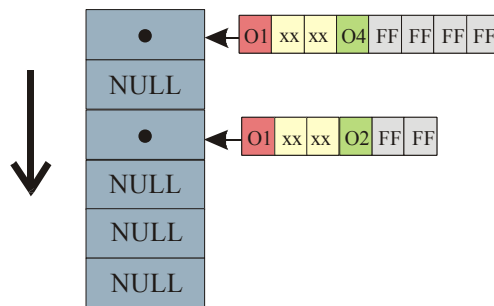 O1 xx xx O4 FF FF FF FF
NULL
O1 xx xx O2 FF FF
NULL
NULL
NULL